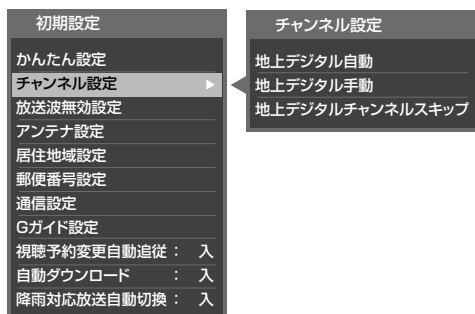 初期設定
かんたん設定
チャンネル設定
放送波無効設定
アンテナ設定
居住地域設定
郵便番号設定
通信設定
Gガイド設定
視聴予約変更自動追従： 入
自動ダウンロード ： 入
降雨対応放送自動切換： 入
チャンネル設定
地上デジタル自動
地上デジタル手動
地上デジタルチャンネルスキップ